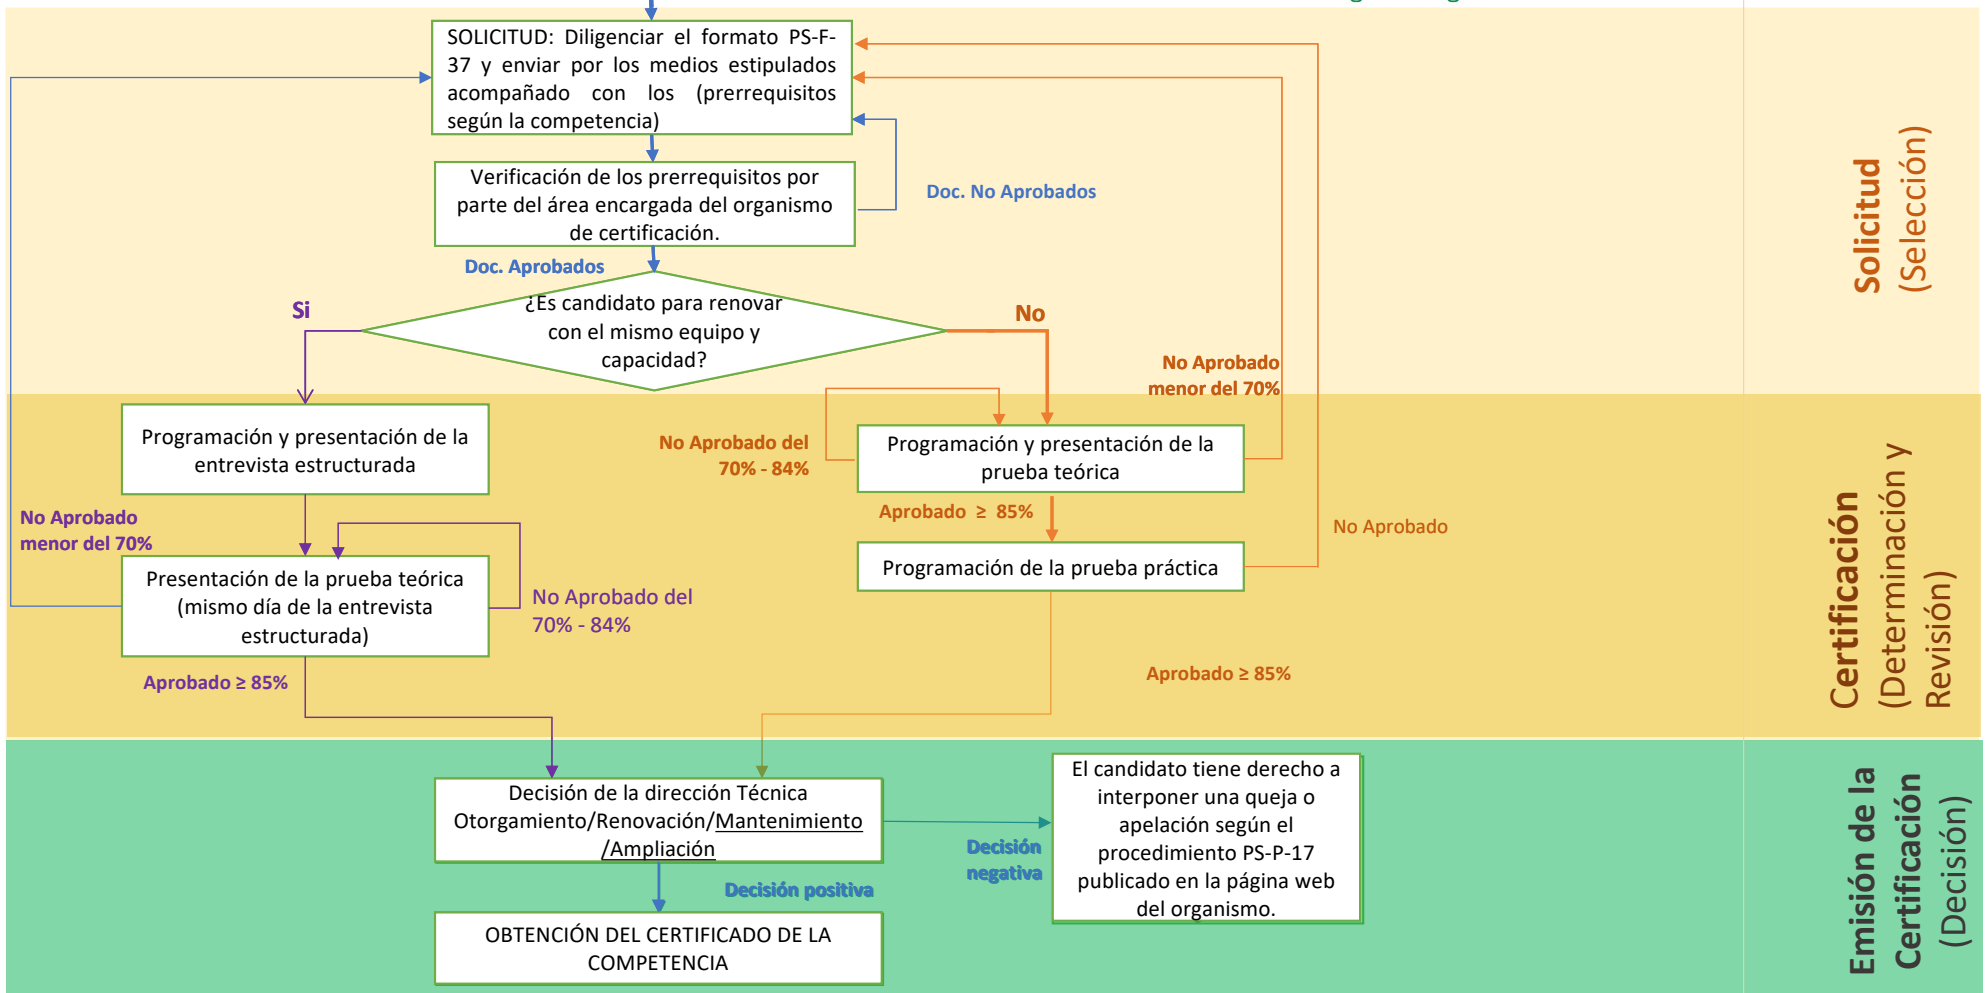 SOLICITUD: Diligenciar el formato PS-F-
37 y enviar por los medios estipulados
acompañado con los (prerrequisitos
según la competencia)
Verificación de los prerrequisitos por
parte del área encargada del organismo
de certificación.
Doc. No Aprobados
Doc. Aprobados
¿Es candidato para renovar
con el mismo equipo y
capacidad?
Si
No
No Aprobado
menor del 70%
Solicitud
(Selección)
Programación y presentación de la
entrevista estructurada
No Aprobado del
70% - 84%
Programación y presentación de la
prueba teórica
No Aprobado
menor del 70%
Aprobado ≥ 85%
No Aprobado
Presentación de la prueba teórica
(mismo día de la entrevista
estructurada)
No Aprobado del
70% - 84%
Programación de la prueba práctica
Aprobado ≥ 85%
Aprobado ≥ 85%
Certificación
(Determinación y
Revisión)
Decisión de la dirección Técnica
Otorgamiento/Renovación/Mantenimiento
/Ampliación
Decisión
negativa
El candidato tiene derecho a
interponer una queja o
apelación según el
procedimiento PS-P-17
publicado en la página web
del organismo.
Decisión positiva
OBTENCIÓN DEL CERTIFICADO DE LA
COMPETENCIA
Emisión de la
Certificación
(Decisión)